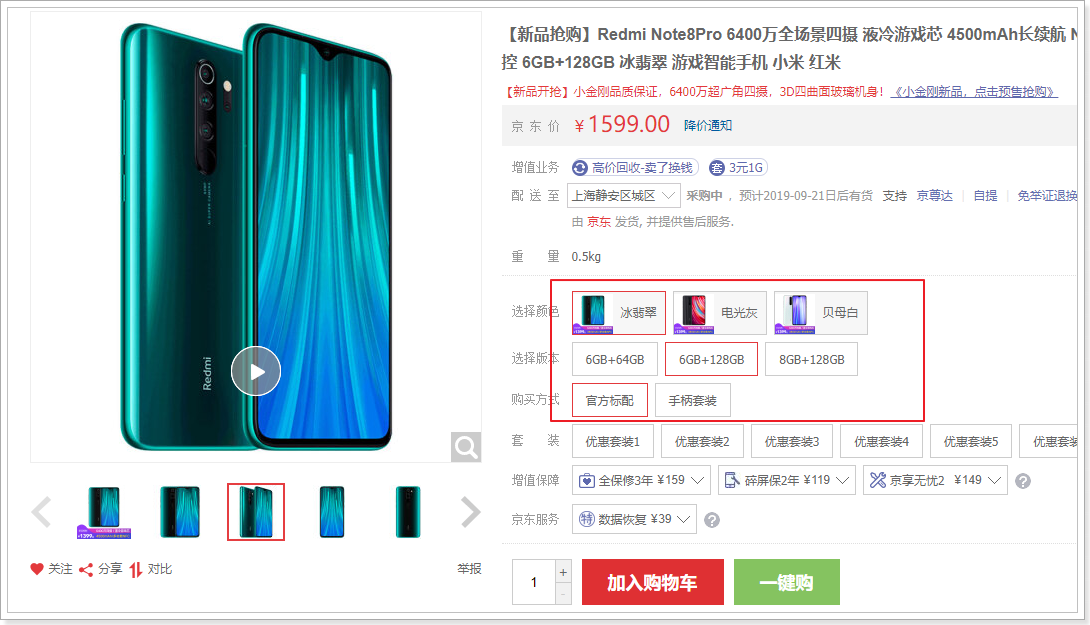 【新品抢购】Redmi Note8Pro 6400万全场景四摄 液冷游戏芯 4500mAh长续航
控 6GB+128GB 冰翡翠 游戏智能手机 小米 红米
【新品开抢】小金刚品质保证，6400万超广角四摄，3D四曲面玻璃机身！《小金刚新品，点击预售抢购》
京 东 价 ￥1599.00 降价通知
增值业务 高价回收-卖了换钱 套 3元1G
配 送 至 上海静安区城区 采购中 ，预计2019-09-21日后有货 支持 京尊达 自提 免举证退换
由 京东 发货, 并提供售后服务.
重 量 0.5kg
选择颜色 冰翡翠 电光灰 贝母白
选择版本 6GB+64GB 6GB+128GB 8GB+128GB
购买方式 官方标配 手柄套装
套 装 优惠套装1 优惠套装2 优惠套装3 优惠套装4 优惠套装5 优惠套
增值保障 全保修3年 ¥159 碎屏保2年 ¥119 京享无忧2 ¥149 ?
京东服务 特 数据恢复 ¥39 ?
1 + -
加入购物车 一键购
Redmi
1399
关注 分享 对比 举报